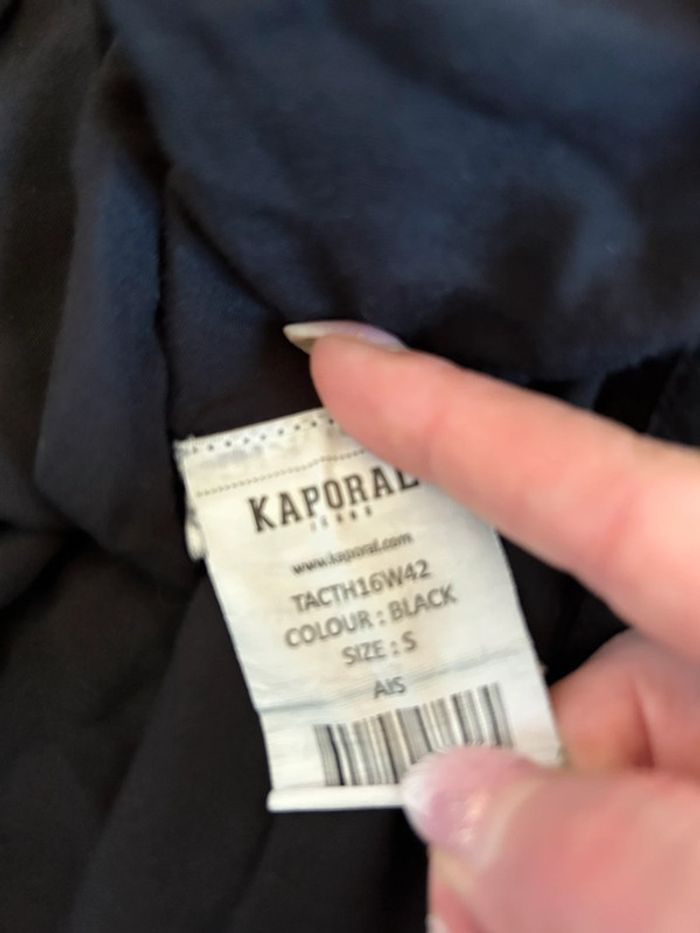 KAPORAL
JEANS
www.kaporal.com
TACTH16W42
COLOUR : BLACK
SIZE : S
AIS